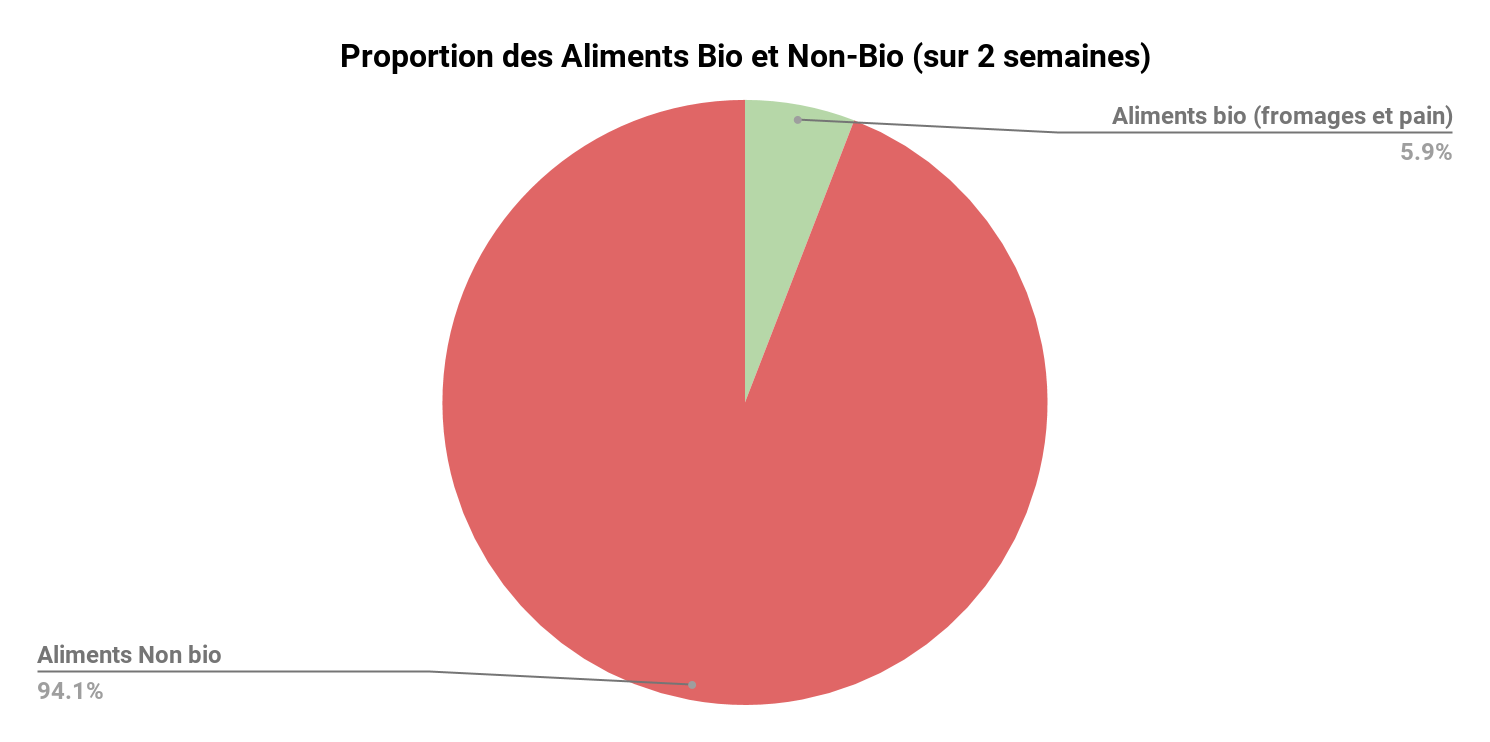 Proportion des Aliments Bio et Non-Bio (sur 2 semaines)
Aliments bio (fromages et pain)
5.9%
Aliments Non bio
94.1%